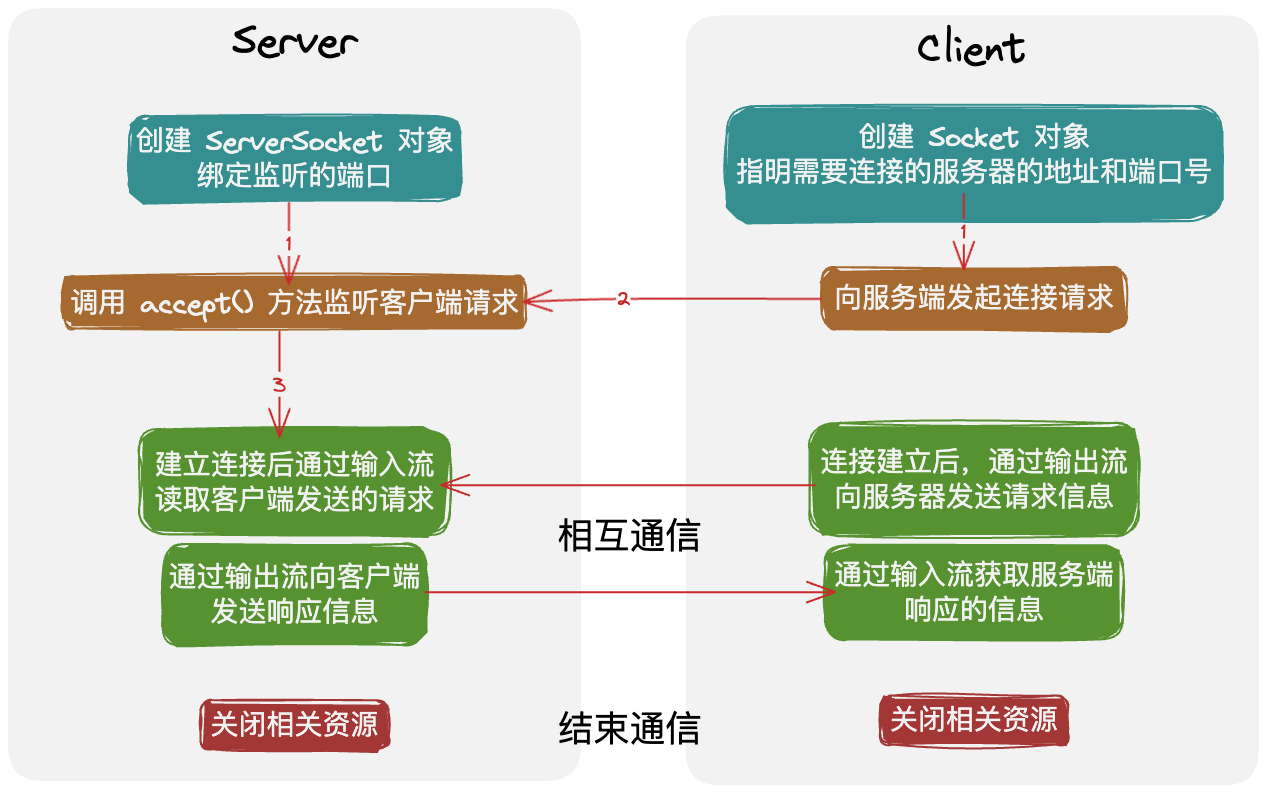 Server
创建 ServerSocket 对象
绑定监听的端口
1
调用 accept() 方法监听客户端请求
3
建立连接后通过输入流
读取客户端发送的请求
通过输出流向客户端
发送响应信息
关闭相关资源
2
相互通信
结束通信
Client
创建 Socket 对象
指明需要连接的服务器的地址和端口号
1
向服务端发起连接请求
连接建立后，通过输出流
向服务器发送请求信息
通过输入流获取服务端
响应的信息
关闭相关资源